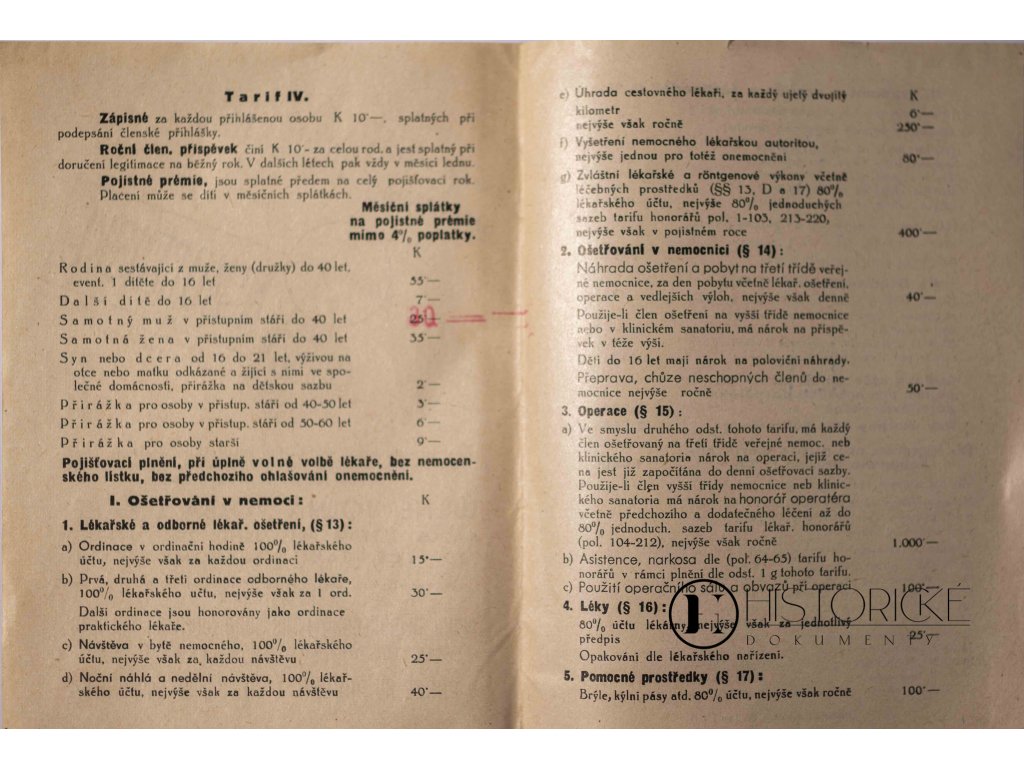 Tarif IV.
Zápisné za každou přihlášenou osobu K 10·—, splatných při
podepsání členské přihlášky.
Roční člen. příspěvek činí K 10·- za celou rod. a jest splatný při
doručení legitimace na běžný rok. V dalších létech pak vždy v měsíci lednu.
Pojistné prémie, jsou splatné předem na celý pojišťovací rok.
Placení může se díti v měsíčních splátkách.
Měsíční splátky
na pojistné prémie
mimo 4% poplatky.
K
Rodina sestávající z muže, ženy (družky) do 40 let,
event. 1 dítěte do 16 let 55·—
Další dítě do 16 let 7·—
Samotný muž v přístupním stáří do 40 let 25·—
Samotná žena v přístupním stáří do 40 let 35·—
Syn nebo dcera od 16 do 21 let, výživou na
otce nebo matku odkázané a žijící s nimi ve spo-
lečné domácnosti, přirážka na dětskou sazbu 2·—
Přirážka pro osoby v přístup. stáří od 40-50 let 3·—
Přirážka pro osoby v přístup. stáří od 50-60 let 6·—
Přirážka pro osoby starší 9·—
Pojišťovací plnění, při úplně volné volbě lékaře, bez nemocen-
ského lístku, bez předchozího ohlašování onemocnění.
I. Ošetřování v nemoci: K
1. Lékařské a odborné lékař. ošetření, (§ 13):
a) Ordinace v ordinační hodině 100% lékařského
účtu, nejvýše však za každou ordinaci 15·—
b) Prvá, druhá a třetí ordinace odborného lékaře,
100% lékařského účtu, nejvýše však za 1 ord. 30·—
Další ordinace jsou honorovány jako ordinace
praktického lékaře.
c) Návštěva v bytě nemocného, 100% lékařského
účtu, nejvýše však za každou návštěvu 25·—
d) Noční náhlá a nedělní návštěva, 100% lékař-
ského účtu, nejvýše však za každou návštěvu 40·—
e) Úhrada cestovného lékaři, za každý ujetý dvojitý K
kilometr 6·—
nejvýše však ročně 250·—
f) Vyšetření nemocného lékařskou autoritou,
nejvýše jednou pro totéž onemocnění 80·—
g) Zvláštní lékařské a röntgenové výkony včetně
léčebných prostředků (§§ 13, D a 17) 80%
lékařského účtu, nejvýše 80% jednoduchých
sazeb tarifu honorářů pol. 1-103, 213-220,
nejvýše však v pojistném roce 400·—
2. Ošetřování v nemocnici (§ 14):
Náhrada ošetření a pobyt na třetí třídě veřej-
né nemocnice, za den pobytu včetně lékař. ošetření,
operace a vedlejších výloh, nejvýše však denně 40·—
Použije-li člen ošetření na vyšší třídě nemocnice
nebo v klinickém sanatoriu, má nárok na příspě-
vek v téže výši.
Děti do 16 let mají nárok na poloviční náhrady.
Přeprava, chůze neschopných členů do ne-
mocnice nejvýše ročně 50·—
3. Operace (§ 15):
a) Ve smyslu druhého odst. tohoto tarifu, má každý
člen ošetřovaný na třetí třídě veřejné nemoc. neb
klinického sanatoria nárok na operaci, jejíž ce-
na jest již započítána do denní ošetřovací sazby.
Použije-li člen vyšší třídy nemocnice neb klinic-
kého sanatoria má nárok na honorář operatéra
včetně předchozího a dodatečného léčení až do
80% jednoduch. sazeb tarifu lékař. honorářů
(pol. 104-212), nejvýše však ročně 1.000·—
b) Asistence, narkosa dle (pol. 64-65) tarifu ho-
norářů v rámci plnění dle odst. 1 g tohoto tarifu.
c) Použití operačního sálu a obvazů při operaci 100·—
4. Léky (§ 16):
80% účtu lékárny, nejvýše však za jednotlivý
předpis 25·—
Opakování dle lékařského nařízení.
5. Pomocné prostředky (§ 17):
Brýle, kýlní pásy atd. 80% účtu, nejvýše však ročně 100·—
HISTORICKÉ
DOKUMENTY